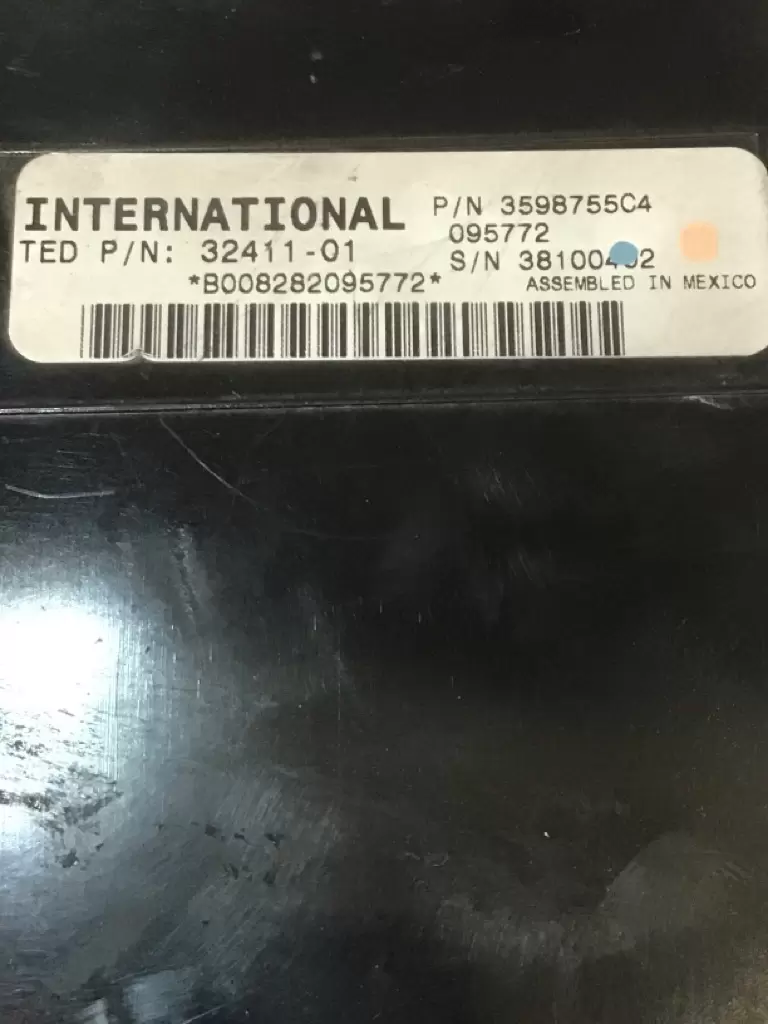 INTERNATIONAL P/N 3598755C4
095772
TED P/N: 32411-01 S/N
*B008282095772* ASSEMBLED IN MEXICO